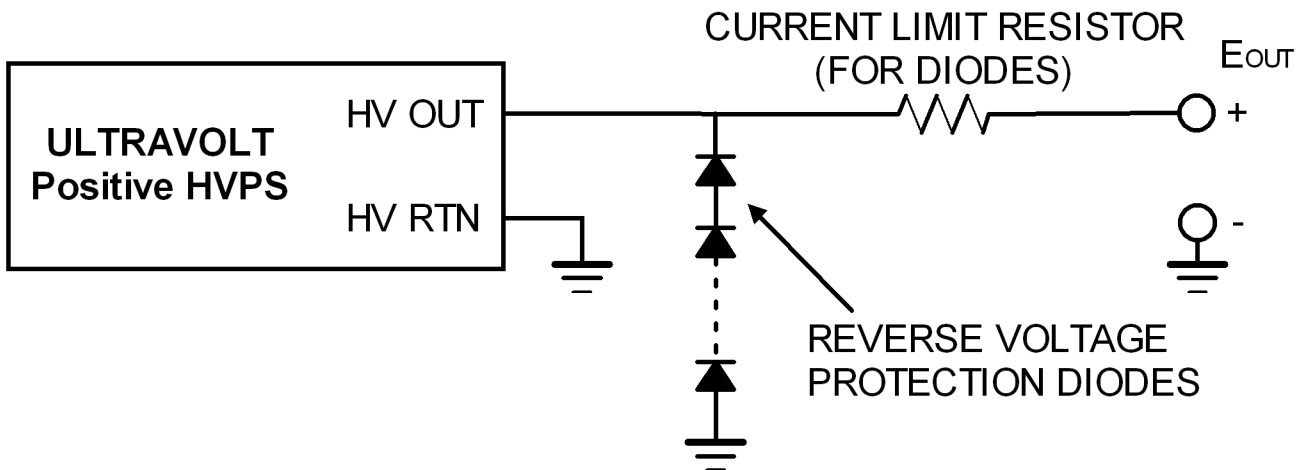 CURRENT LIMIT RESISTOR
(FOR DIODES)
EOUT
HV OUT
+
ULTRAVOLT
Positive HVPS
HV RTN
-
REVERSE VOLTAGE
PROTECTION DIODES